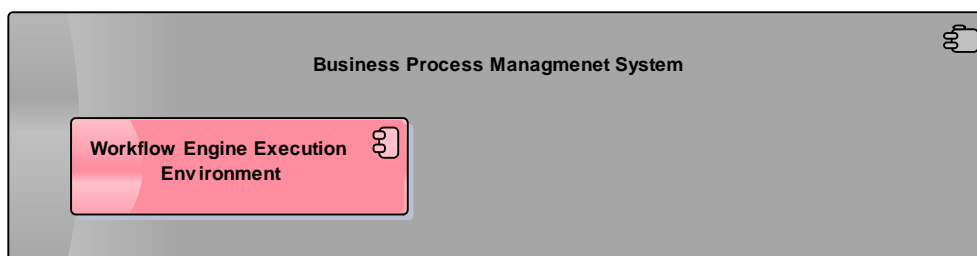 Business Process Managmenet System
Workflow Engine Execution
Environment